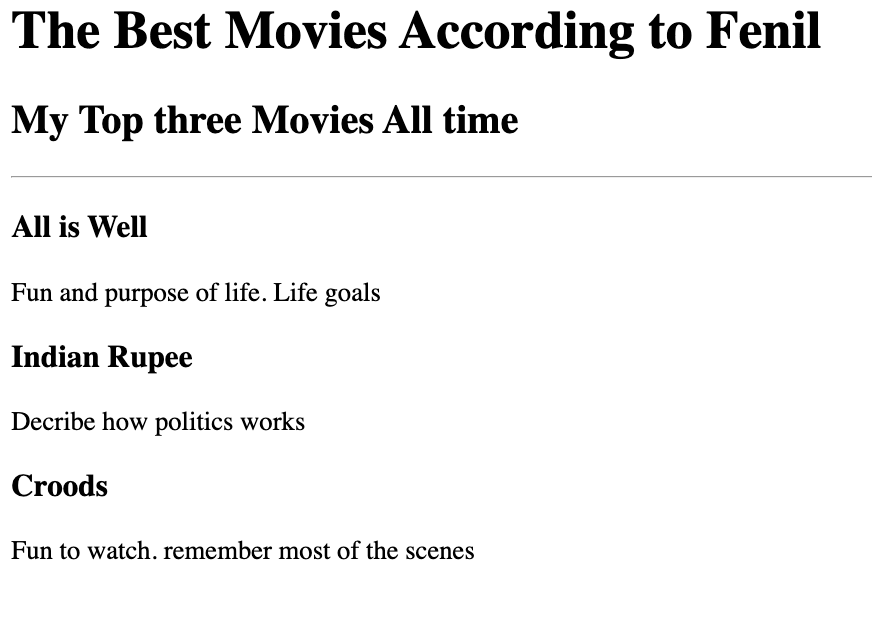 The Best Movies According to Fenil
My Top three Movies All time
All is Well
Fun and purpose of life. Life goals
Indian Rupee
Decribe how politics works
Croods
Fun to watch. remember most of the scenes